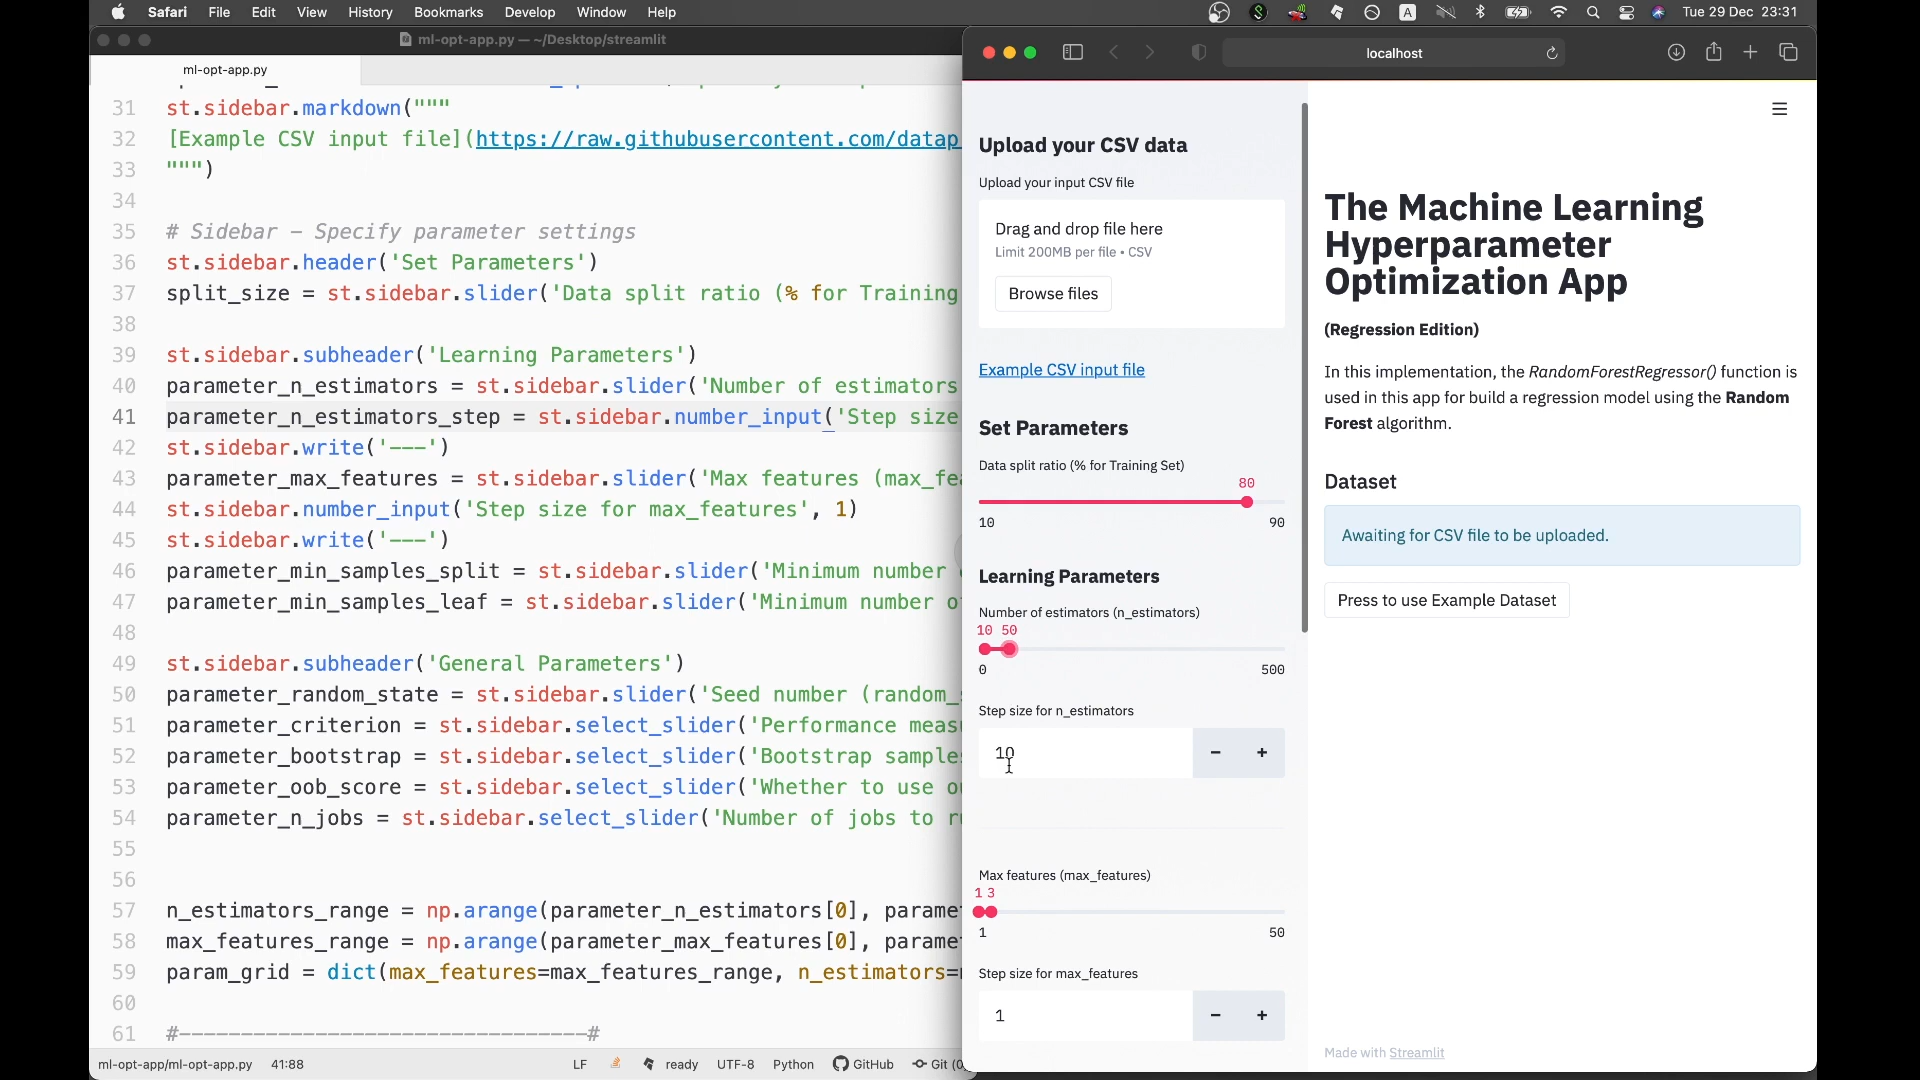 Safari File Edit View History Bookmarks Develop Window Help
A
Tue 29 Dec 23:31
ml-opt-app.py — ~/Desktop/streamlit
ml-opt-app.py
31 st.sidebar.markdown("""
32 [Example CSV input file](https://raw.githubusercontent.com/datap
33 """)
34
35 # Sidebar - Specify parameter settings
36 st.sidebar.header('Set Parameters')
37 split_size = st.sidebar.slider('Data split ratio (% for Training
38
39 st.sidebar.subheader('Learning Parameters')
40 parameter_n_estimators = st.sidebar.slider('Number of estimators
41 parameter_n_estimators_step = st.sidebar.number_input('Step size
42 st.sidebar.write('---')
43 parameter_max_features = st.sidebar.slider('Max features (max_fea
44 st.sidebar.number_input('Step size for max_features', 1)
45 st.sidebar.write('---')
46 parameter_min_samples_split = st.sidebar.slider('Minimum number
47 parameter_min_samples_leaf = st.sidebar.slider('Minimum number of
48
49 st.sidebar.subheader('General Parameters')
50 parameter_random_state = st.sidebar.slider('Seed number (random_s
51 parameter_criterion = st.sidebar.select_slider('Performance measu
52 parameter_bootstrap = st.sidebar.select_slider('Bootstrap samples
53 parameter_oob_score = st.sidebar.select_slider('Whether to use ou
54 parameter_n_jobs = st.sidebar.select_slider('Number of jobs to ru
55
56
57 n_estimators_range = np.arange(parameter_n_estimators[0], parame
58 max_features_range = np.arange(parameter_max_features[0], parame
59 param_grid = dict(max_features=max_features_range, n_estimators=n
60
61 #---------------------------------#
ml-opt-app/ml-opt-app.py 41:88 LF ready UTF-8 Python GitHub Git (0)
localhost
Upload your CSV data
Upload your input CSV file
Drag and drop file here
Limit 200MB per file • CSV
Browse files
Example CSV input file
Set Parameters
Data split ratio (% for Training Set)
80
10 90
Learning Parameters
Number of estimators (n_estimators)
10 50
0 500
Step size for n_estimators
10 − +
Max features (max_features)
1 3
1 50
Step size for max_features
1 − +
The Machine Learning
Hyperparameter
Optimization App
(Regression Edition)
In this implementation, the RandomForestRegressor() function is
used in this app for build a regression model using the Random
Forest algorithm.
Dataset
Awaiting for CSV file to be uploaded.
Press to use Example Dataset
Made with Streamlit